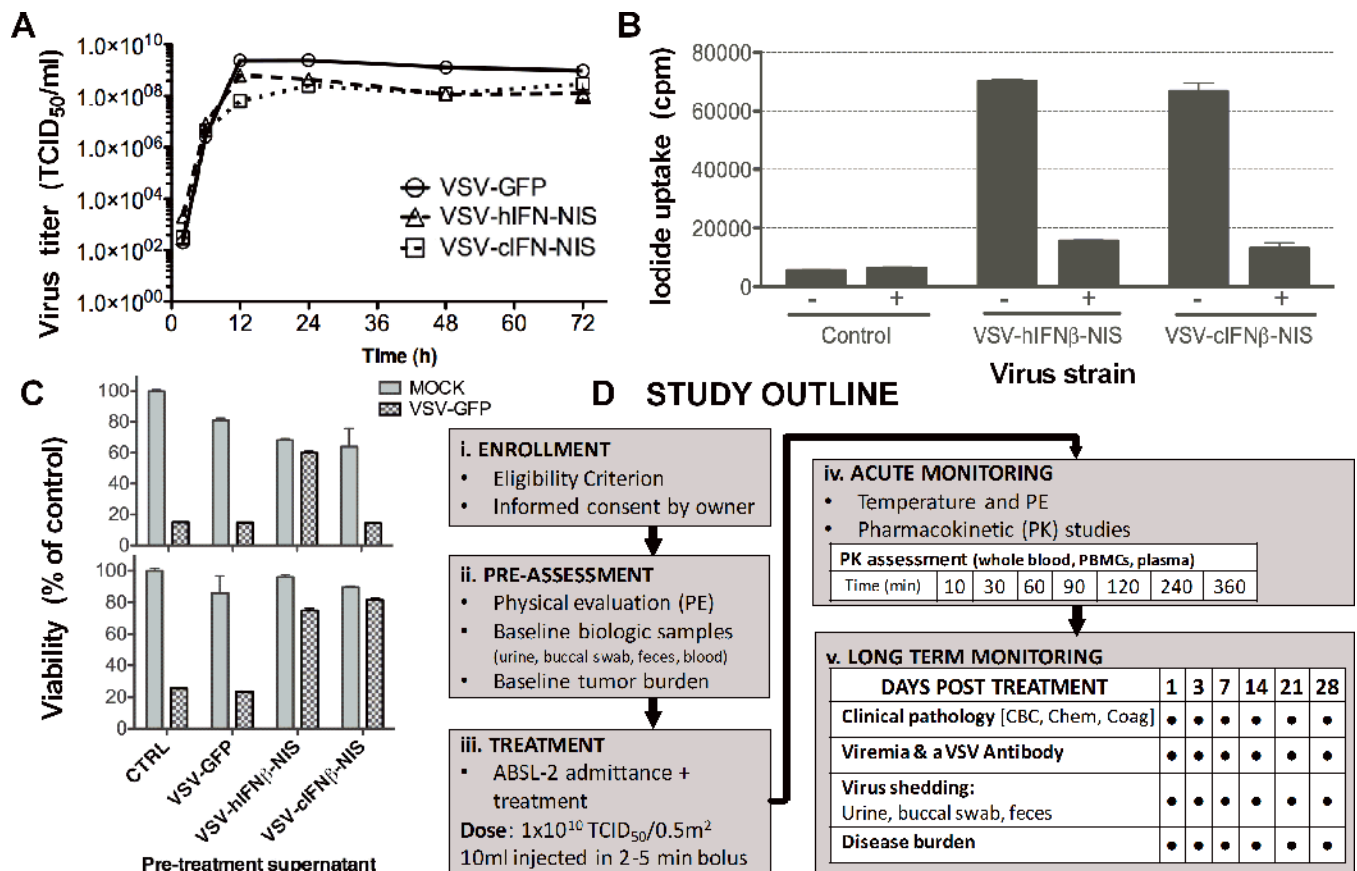 A
Virus titer (TCID50/ml)
1.0×10^10
1.0×10^08
1.0×10^06
1.0×10^04
1.0×10^02
1.0×10^00
0 12 24 36 48 60 72
Time (h)
VSV-GFP
VSV-hIFN-NIS
VSV-cIFN-NIS
B
Iodide uptake (cpm)
80000
60000
40000
20000
0
- + - + - +
Control VSV-hIFNβ-NIS VSV-cIFNβ-NIS
Virus strain
C
MOCK
VSV-GFP
Viability (% of control)
100
80
60
40
20
0
100
80
60
40
20
0
CTRL
VSV-GFP
VSV-hIFNβ-NIS
VSV-cIFNβ-NIS
Pre-treatment supernatant
D STUDY OUTLINE
i. ENROLLMENT
• Eligibility Criterion
• Informed consent by owner
ii. PRE-ASSESSMENT
• Physical evaluation (PE)
• Baseline biologic samples
(urine, buccal swab, feces, blood)
• Baseline tumor burden
iii. TREATMENT
• ABSL-2 admittance +
treatment
Dose: 1x10^10 TCID50/0.5m^2
10ml injected in 2-5 min bolus
iv. ACUTE MONITORING
• Temperature and PE
• Pharmacokinetic (PK) studies
PK assessment (whole blood, PBMCs, plasma)
Time (min) 10 30 60 90 120 240 360
v. LONG TERM MONITORING
DAYS POST TREATMENT 1 3 7 14 21 28
Clinical pathology [CBC, Chem, Coag] • • • • • •
Viremia & a VSV Antibody • • • • • •
Virus shedding:
Urine, buccal swab, feces • • • • • •
Disease burden • • • • • •